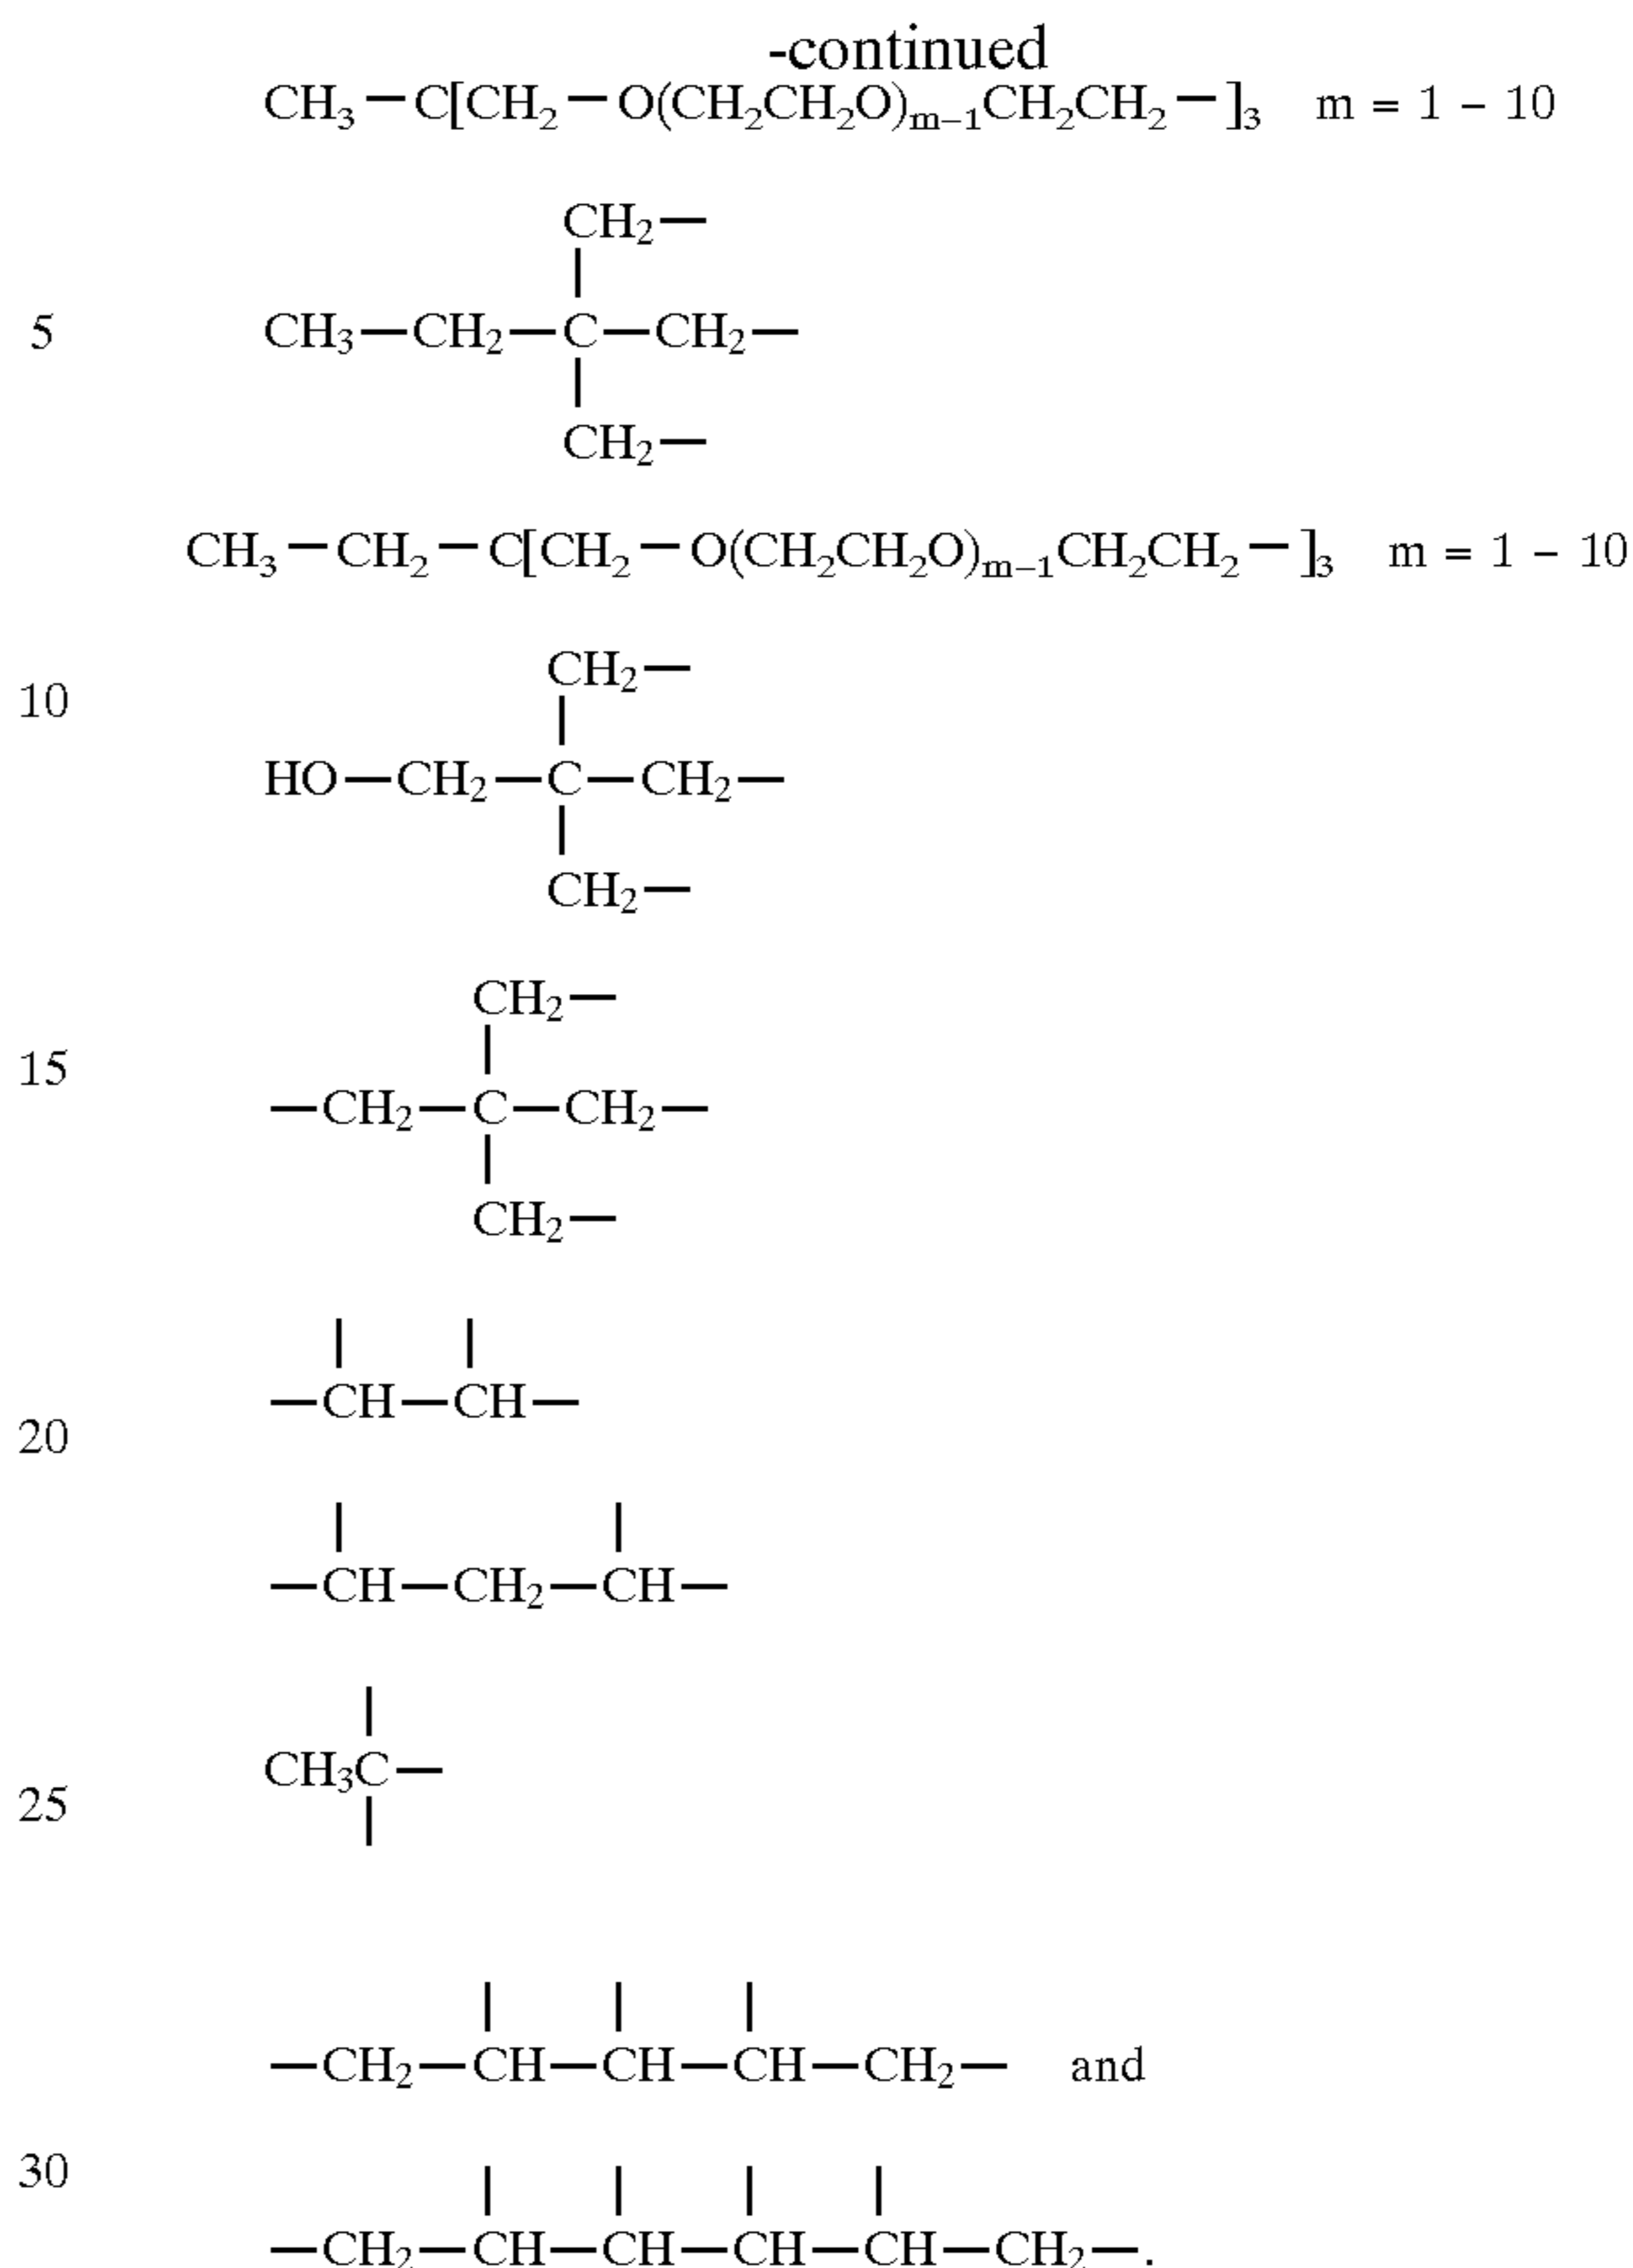 -continued
CH₃—C[CH₂—O(CH₂CH₂O)ₘ₋₁CH₂CH₂—]₃ m = 1 – 10
CH₂—
5 CH₃—CH₂—C—CH₂—
CH₂—
CH₃—CH₂—C[CH₂—O(CH₂CH₂O)ₘ₋₁CH₂CH₂—]₃ m = 1 – 10
CH₂—
10
HO—CH₂—C—CH₂—
CH₂—
CH₂—
15
—CH₂—C—CH₂—
CH₂—
—CH—CH—
20
—CH—CH₂—CH—
CH₃C—
25
—CH₂—CH—CH—CH—CH₂— and
30
—CH₂—CH—CH—CH—CH—CH₂—.